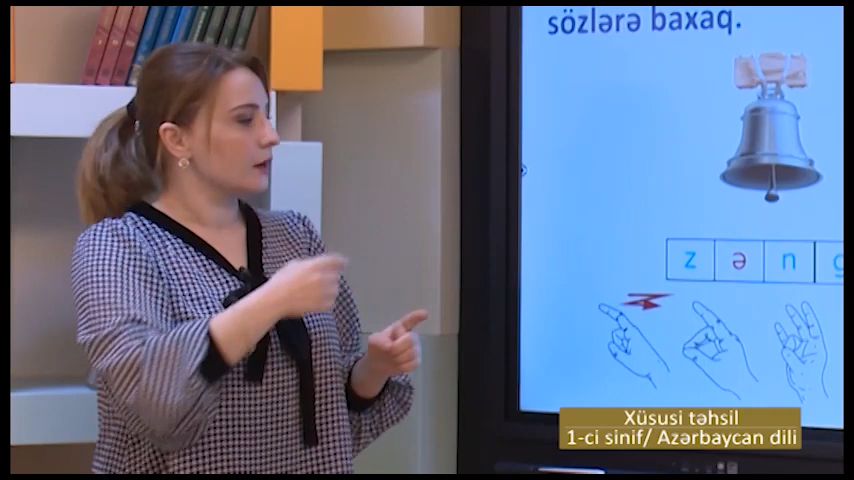 sözlərə baxaq.
z ə n g
Xüsusi təhsil
1-ci sinif/ Azərbaycan dili